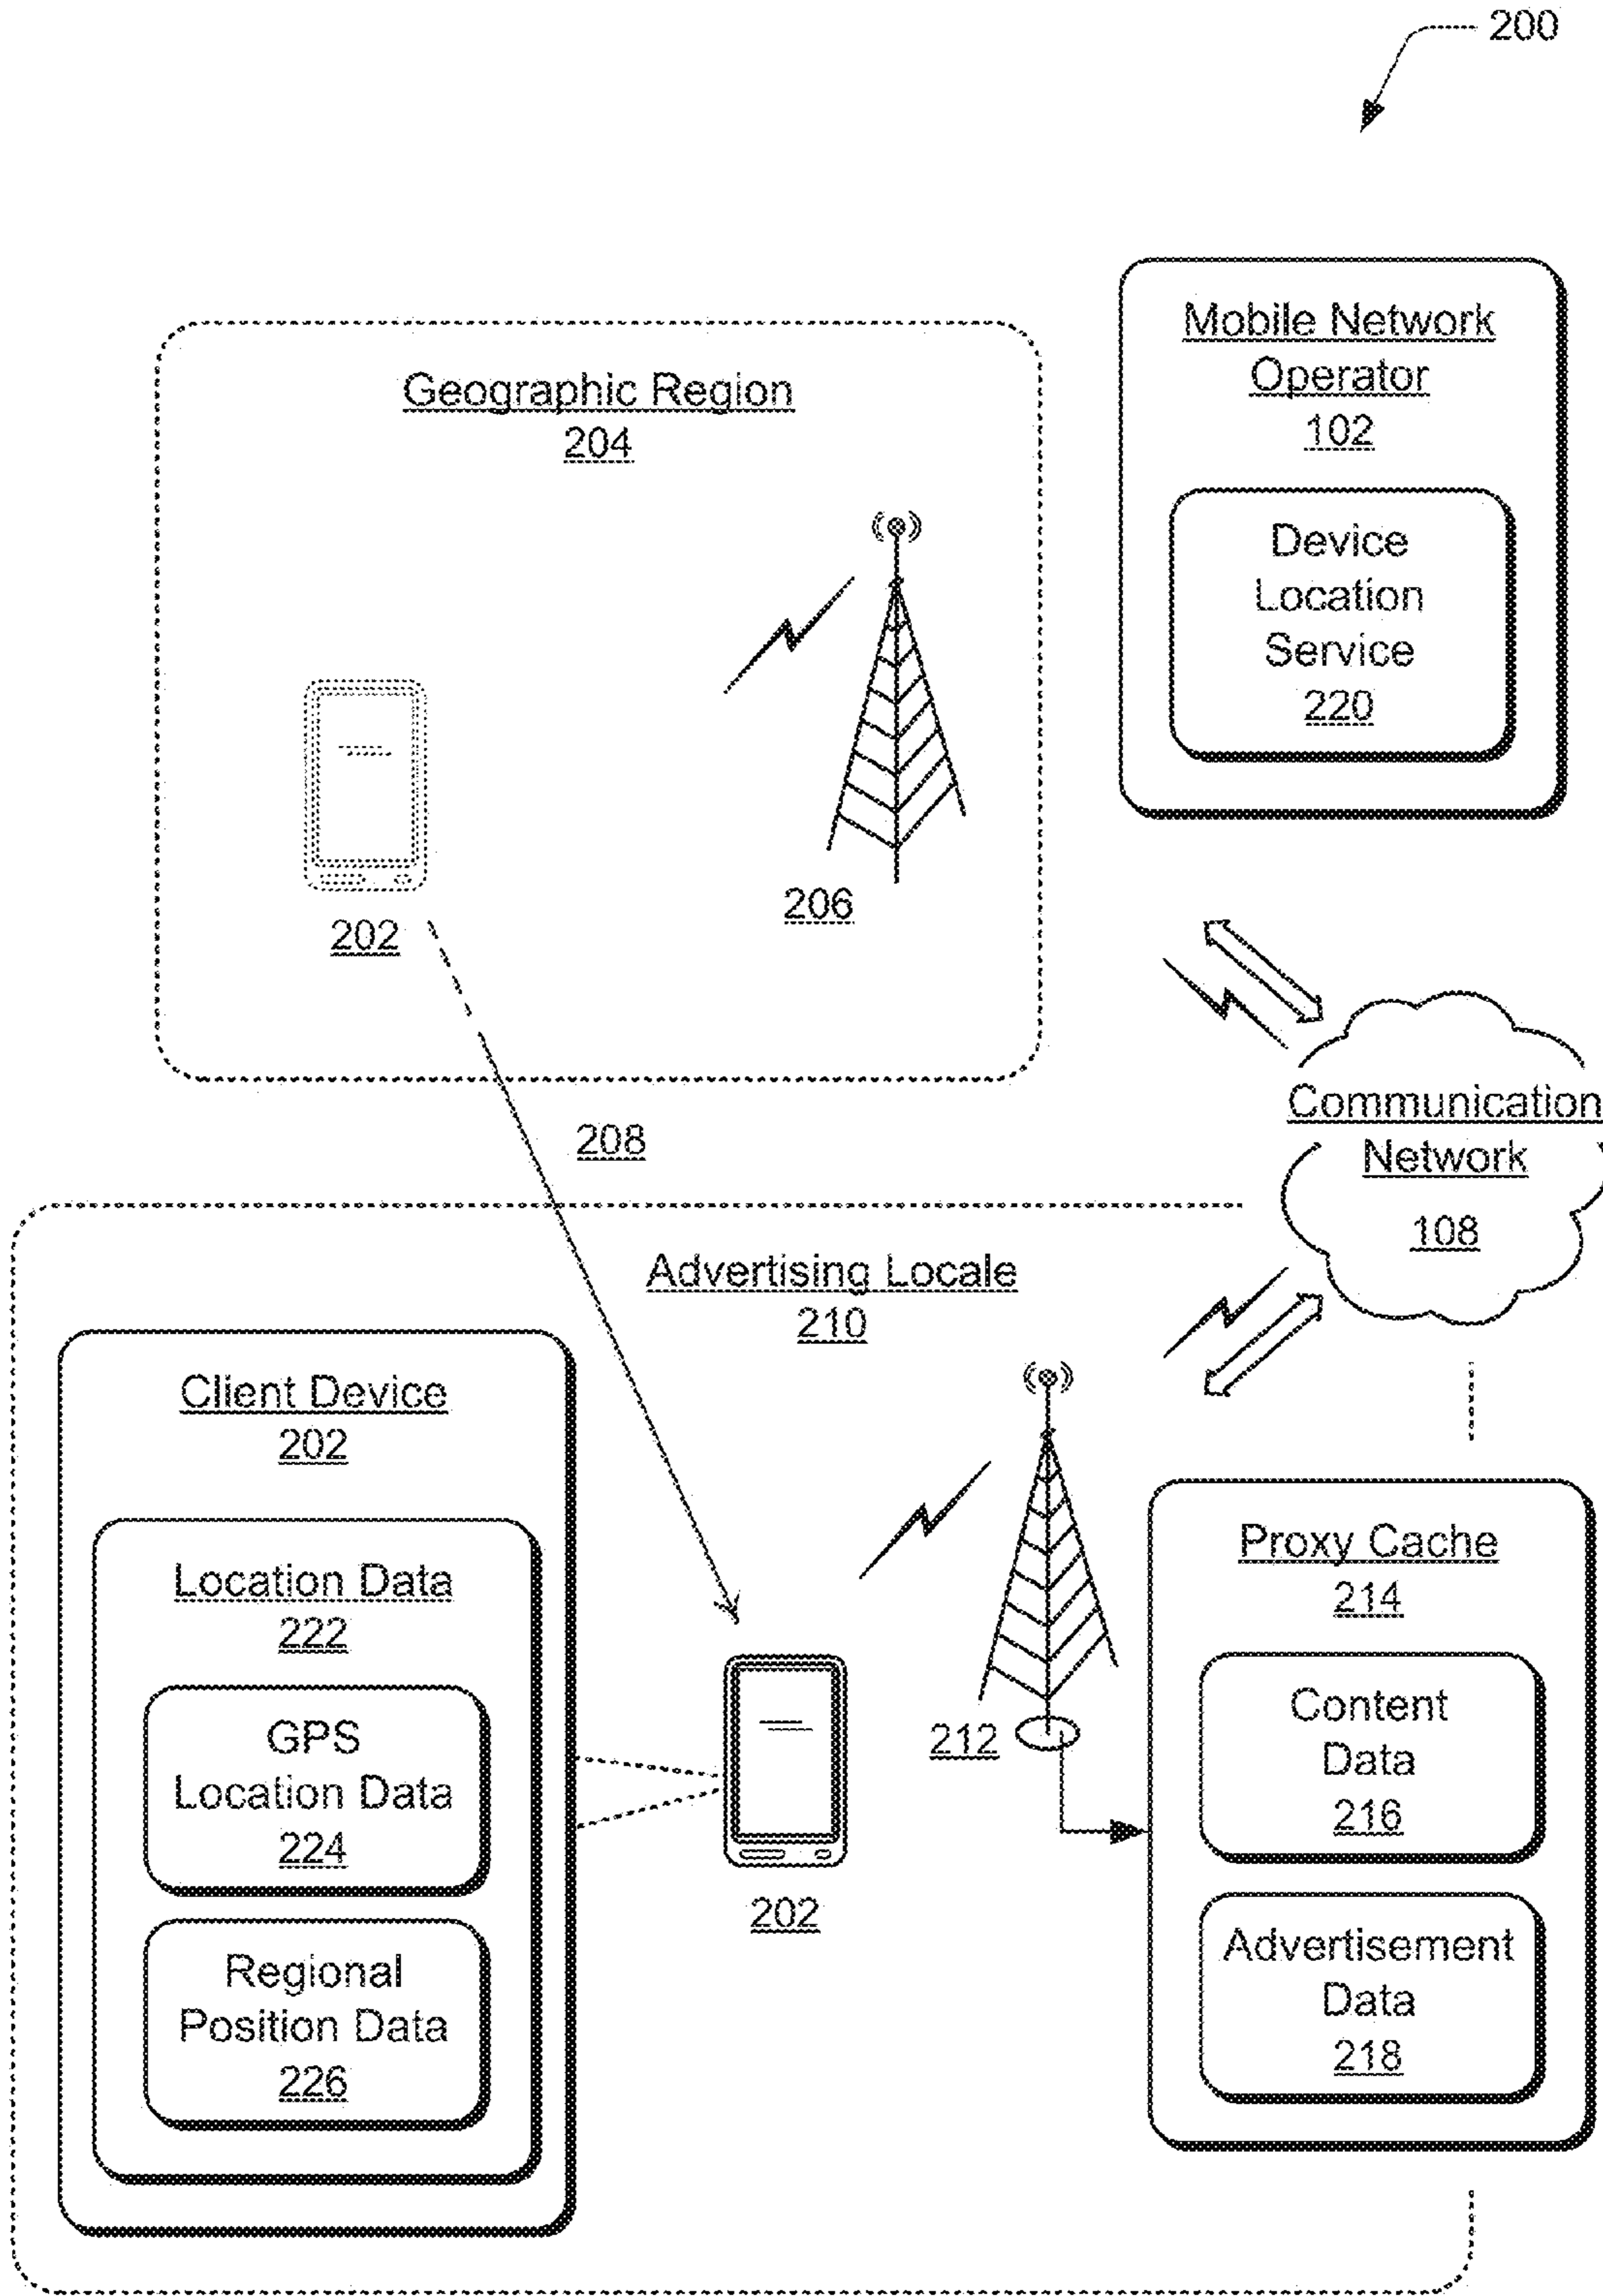 200
Mobile Network
Operator
102
Device
Location
Service
220
Geographic Region
204
206
202
208
Communication
Network
108
Advertising Locale
210
Client Device
202
Location Data
222
GPS
Location Data
224
Regional
Position Data
226
202
212
Proxy Cache
214
Content
Data
216
Advertisement
Data
218